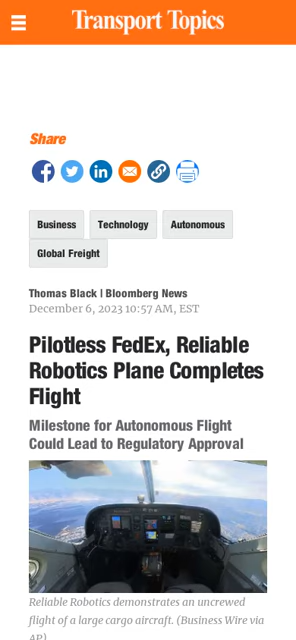 Transport Topics
Share
Business
Technology
Autonomous
Global Freight
Thomas Black | Bloomberg News
December 6, 2023 10:57 AM, EST
Pilotless FedEx, Reliable
Robotics Plane Completes
Flight
Milestone for Autonomous Flight
Could Lead to Regulatory Approval
Reliable Robotics demonstrates an uncrewed
flight of a large cargo aircraft. (Business Wire via
AP)